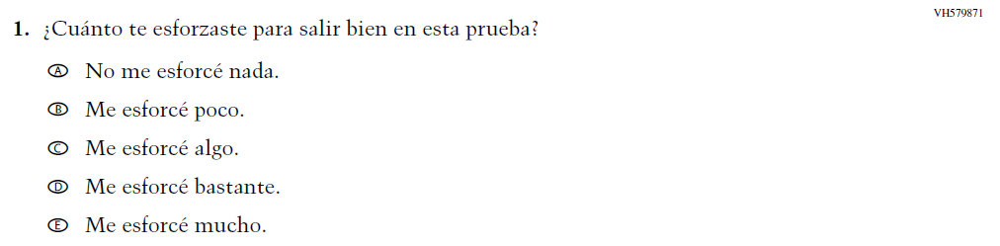 VH579871
1. ¿Cuánto te esforzaste para salir bien en esta prueba?
A No me esforcé nada.
B Me esforcé poco.
C Me esforcé algo.
D Me esforcé bastante.
E Me esforcé mucho.